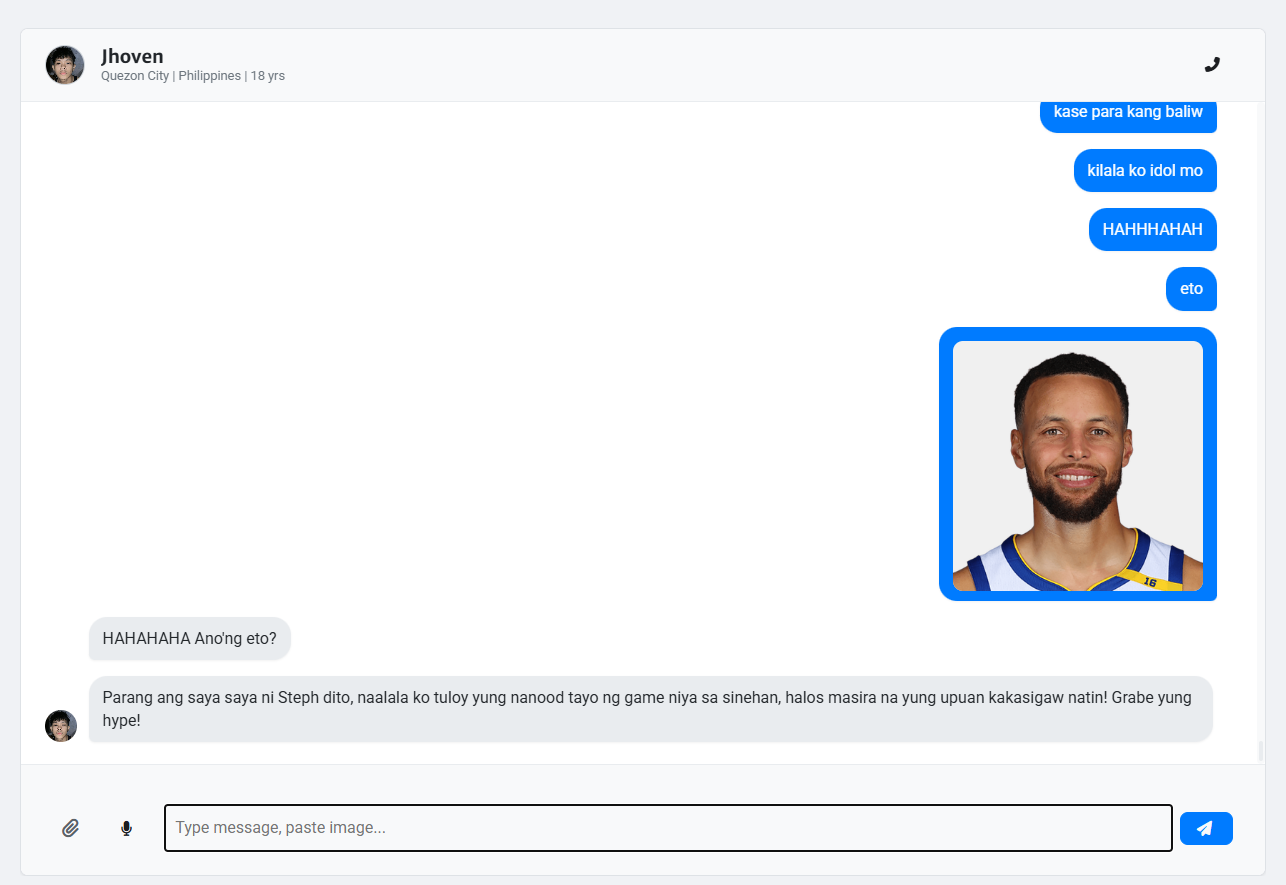 Jhoven
Quezon City | Philippines | 18 yrs
kase para kang baliw
kilala ko idol mo
HAHHHAHAH
eto
16
HAHAHAHA Ano'ng eto?
Parang ang saya saya ni Steph dito, naalala ko tuloy yung nanood tayo ng game niya sa sinehan, halos masira na yung upuan kakasigaw natin! Grabe yung
hype!
Type message, paste image...